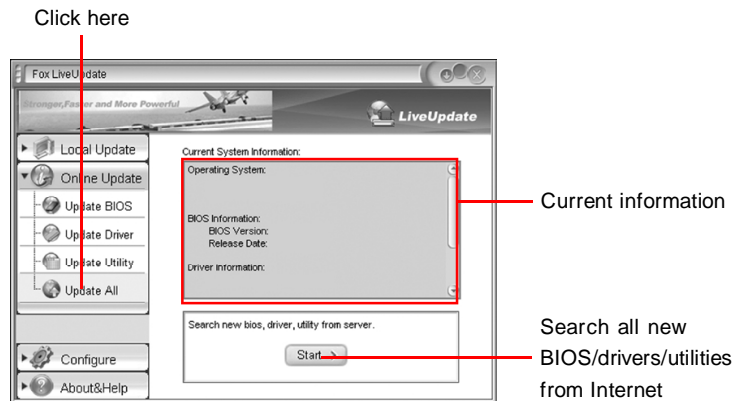 Click here
Fox LiveUpdate
Stronger,Faster and More Powerful
LiveUpdate
Local Update
Online Update
Update BIOS
Update Driver
Update Utility
Update All
Configure
About&Help
Current System Information:
Operating System:
BIOS Information:
BIOS Version:
Release Date:
Driver Information:
Search new bios, driver, utility from server.
Start >
Current information
Search all new
BIOS/drivers/utilities
from Internet